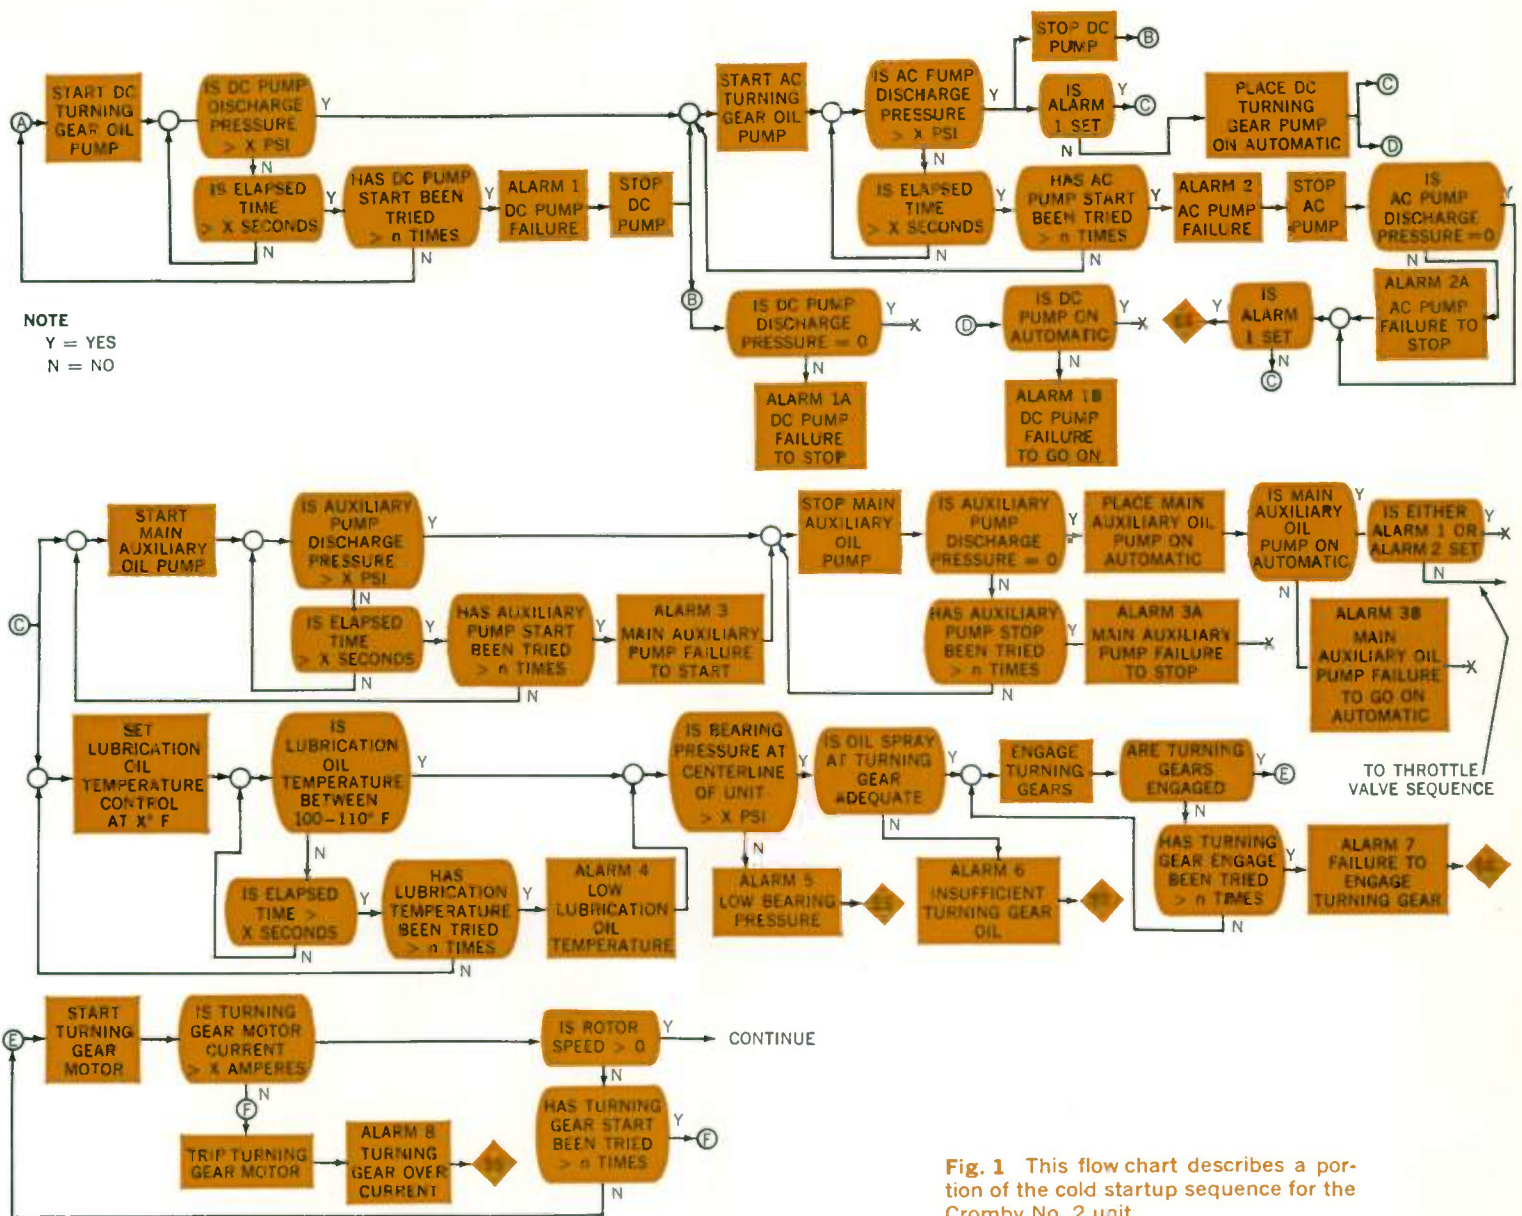 A
START DC
TURNING
GEAR OIL
PUMP
IS DC PUMP
DISCHARGE
PRESSURE
> X PSI
Y
N
IS ELAPSED
TIME
> X SECONDS
Y
N
HAS DC PUMP
START BEEN
TRIED
> n TIMES
Y
N
ALARM 1
DC PUMP
FAILURE
STOP
DC
PUMP
START AC
TURNING
GEAR OIL
PUMP
IS AC PUMP
DISCHARGE
PRESSURE
> X PSI
Y
N
STOP DC
PUMP
B
IS
ALARM
1 SET
Y
C
N
PLACE DC
TURNING
GEAR PUMP
ON AUTOMATIC
C
D
IS ELAPSED
TIME
> X SECONDS
Y
N
HAS AC
PUMP START
BEEN TRIED
> n TIMES
Y
N
ALARM 2
AC PUMP
FAILURE
STOP
AC
PUMP
IS
AC PUMP
DISCHARGE
PRESSURE = 0
Y
N
NOTE
Y = YES
N = NO
B
IS DC PUMP
DISCHARGE
PRESSURE = 0
Y
X
N
ALARM 1A
DC PUMP
FAILURE
TO STOP
D
IS DC
PUMP ON
AUTOMATIC
Y
X
N
ALARM 1B
DC PUMP
FAILURE
TO GO ON
Y
IS
ALARM
1 SET
N
C
ALARM 2A
AC PUMP
FAILURE TO
STOP
C
START
MAIN
AUXILIARY
OIL PUMP
IS AUXILIARY
PUMP
DISCHARGE
PRESSURE
> X PSI
Y
N
IS ELAPSED
TIME
> X SECONDS
Y
N
HAS AUXILIARY
PUMP START
BEEN TRIED
> n TIMES
Y
N
ALARM 3
MAIN AUXILIARY
PUMP FAILURE
TO START
STOP MAIN
AUXILIARY
OIL
PUMP
IS AUXILIARY
PUMP
DISCHARGE
PRESSURE = 0
Y
N
PLACE MAIN
AUXILIARY OIL
PUMP ON
AUTOMATIC
IS MAIN
AUXILIARY
OIL
PUMP ON
AUTOMATIC
Y
N
IS EITHER
ALARM 1 OR
ALARM 2 SET
Y
X
N
HAS AUXILIARY
PUMP STOP
BEEN TRIED
> n TIMES
Y
N
ALARM 3A
MAIN AUXILIARY
PUMP FAILURE
TO STOP
X
ALARM 3B
MAIN
AUXILIARY OIL
PUMP FAILURE
TO GO ON
AUTOMATIC
X
TO THROTTLE
VALVE SEQUENCE
SET
LUBRICATION
OIL
TEMPERATURE
CONTROL
AT X° F
IS
LUBRICATION
OIL
TEMPERATURE
BETWEEN
100–110° F
Y
N
IS ELAPSED
TIME >
X SECONDS
Y
N
HAS
LUBRICATION
TEMPERATURE
BEEN TRIED
> n TIMES
Y
N
ALARM 4
LOW
LUBRICATION
OIL
TEMPERATURE
IS BEARING
PRESSURE AT
CENTERLINE
OF UNIT
> X PSI
Y
N
ALARM 5
LOW BEARING
PRESSURE
IS OIL SPRAY
AT TURNING
GEAR
ADEQUATE
Y
N
ALARM 6
INSUFFICIENT
TURNING GEAR
OIL
ENGAGE
TURNING
GEARS
ARE TURNING
GEARS
ENGAGED
Y
E
N
HAS TURNING
GEAR ENGAGE
BEEN TRIED
> n TIMES
Y
N
ALARM 7
FAILURE TO
ENGAGE
TURNING GEAR
E
START
TURNING
GEAR
MOTOR
IS TURNING
GEAR MOTOR
CURRENT
> X AMPERES
N
F
TRIP TURNING
GEAR MOTOR
ALARM 8
TURNING
GEAR OVER
CURRENT
IS ROTOR
SPEED > 0
Y
CONTINUE
N
HAS TURNING
GEAR START
BEEN TRIED
> n TIMES
Y
F
N
Fig. 1 This flow chart describes a por-
tion of the cold startup sequence for the
Cromby No. 2 unit